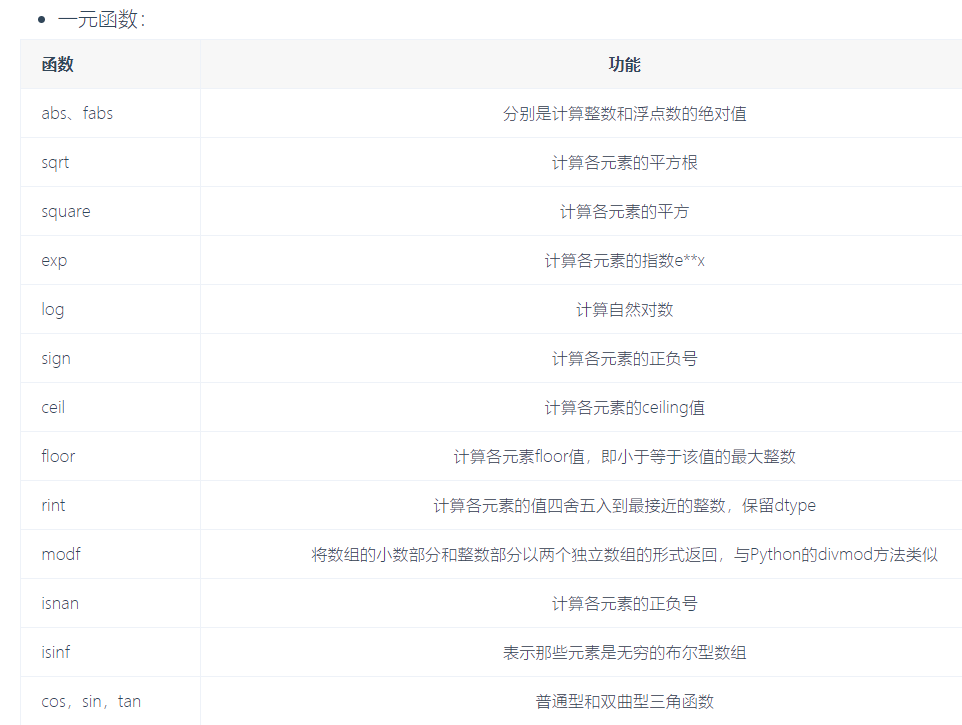 • 一元函数：
函数 功能
abs、fabs 分别是计算整数和浮点数的绝对值
sqrt 计算各元素的平方根
square 计算各元素的平方
exp 计算各元素的指数e**x
log 计算自然对数
sign 计算各元素的正负号
ceil 计算各元素的ceiling值
floor 计算各元素floor值，即小于等于该值的最大整数
rint 计算各元素的值四舍五入到最接近的整数，保留dtype
modf 将数组的小数部分和整数部分以两个独立数组的形式返回，与Python的divmod方法类似
isnan 计算各元素的正负号
isinf 表示那些元素是无穷的布尔型数组
cos，sin，tan 普通型和双曲型三角函数